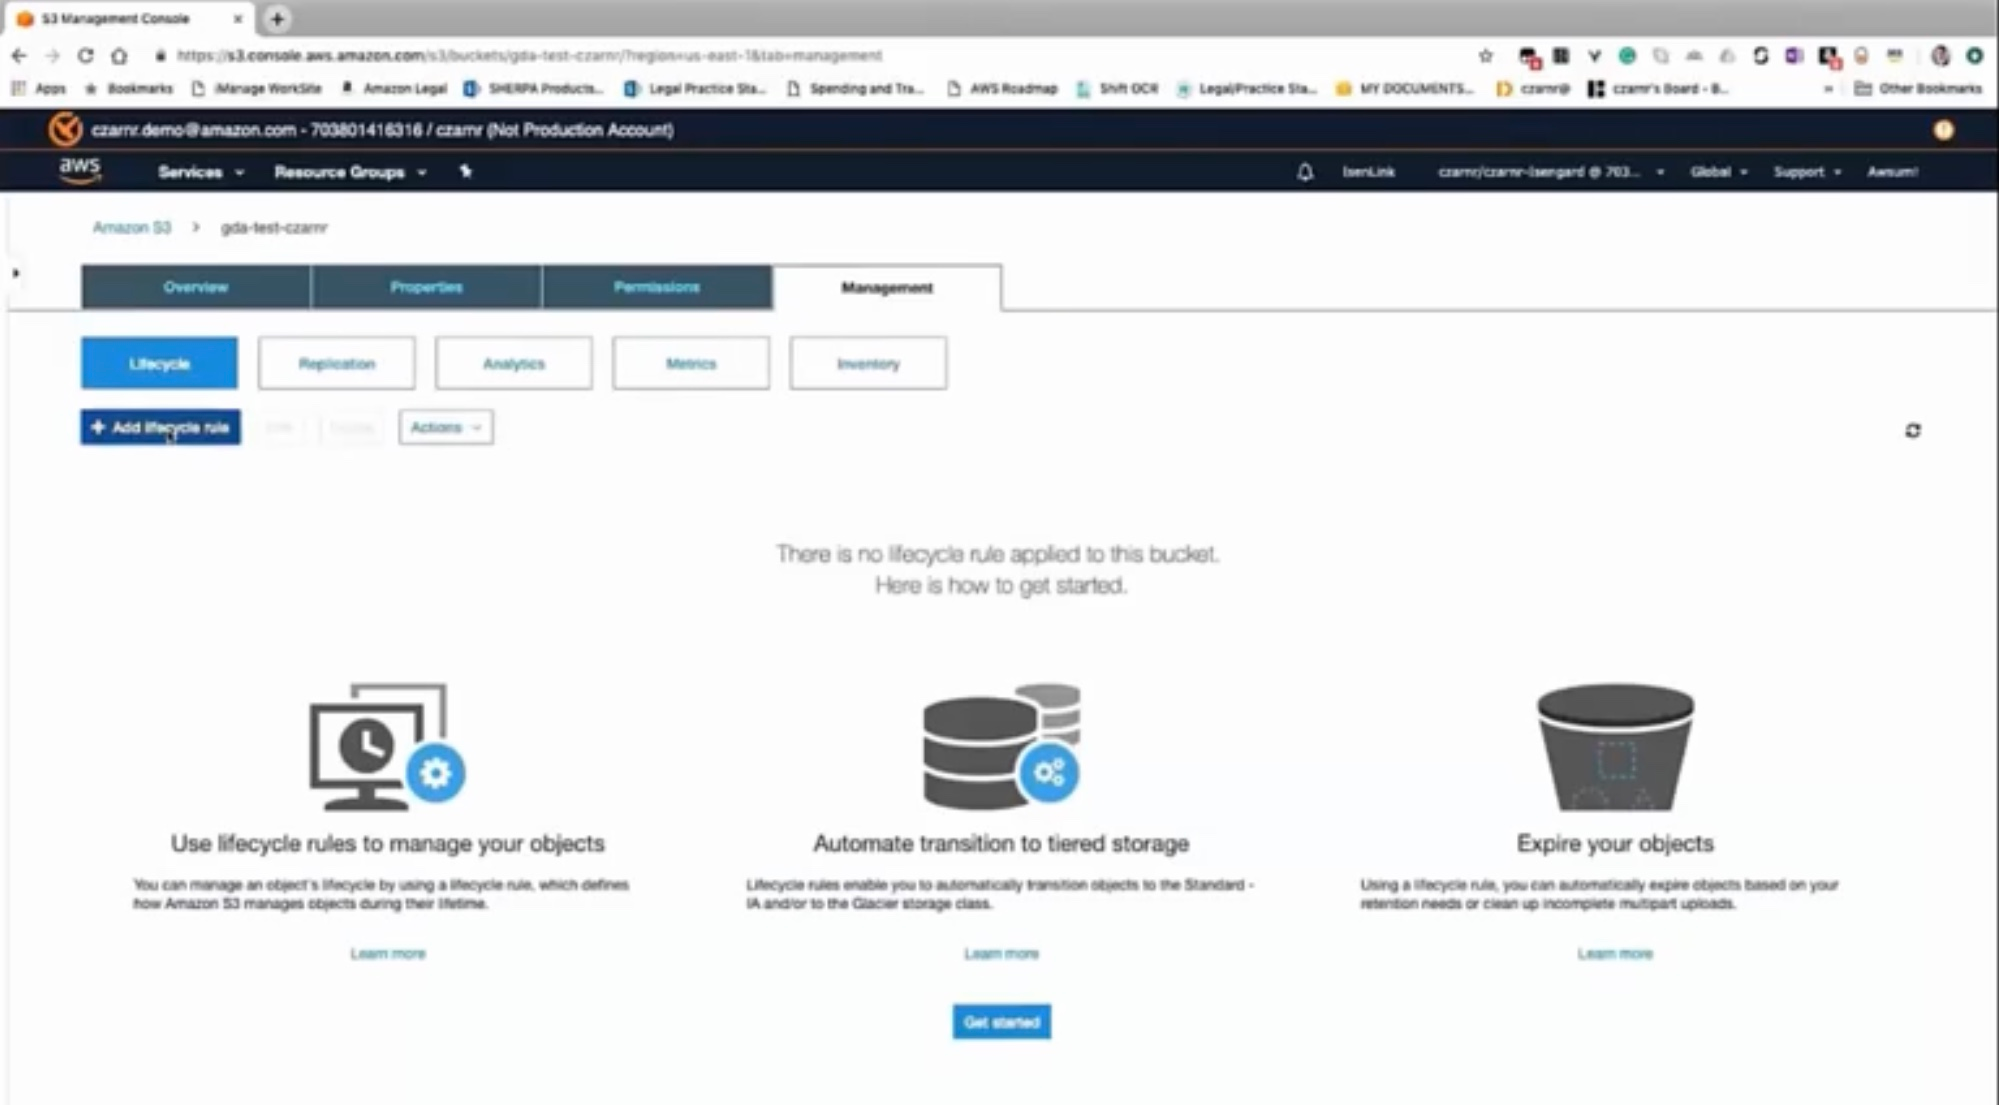 S3 Management Console
https://s3.console.aws.amazon.com/s3/buckets/gda-test-czarnr/?region=us-east-1&tab=management
Apps Bookmarks iManage WorkSite Amazon Legal SHERPA Products... Legal Practice Sta... Spending and Tra... AWS Roadmap Shift OCR Legal/Practice Sta... MY DOCUMENTS... czarnr@ czarnr's Board - B... » Other Bookmarks
czarnr.demo@amazon.com - 703801416316 / czarnr (Not Production Account)
aws Services Resource Groups IsenLink czarnr/czarnr-Isengard @ 703... Global Support Awsum!
Amazon S3 > gda-test-czarnr
Overview Properties Permissions Management
Lifecycle Replication Analytics Metrics Inventory
+ Add lifecycle rule Actions
There is no lifecycle rule applied to this bucket.
Here is how to get started.
Use lifecycle rules to manage your objects
You can manage an object's lifecycle by using a lifecycle rule, which defines
how Amazon S3 manages objects during their lifetime.
Learn more
Automate transition to tiered storage
Lifecycle rules enable you to automatically transition objects to the Standard -
IA and/or to the Glacier storage class.
Learn more
Expire your objects
Using a lifecycle rule, you can automatically expire objects based on your
retention needs or clean up incomplete multipart uploads.
Learn more
Get started